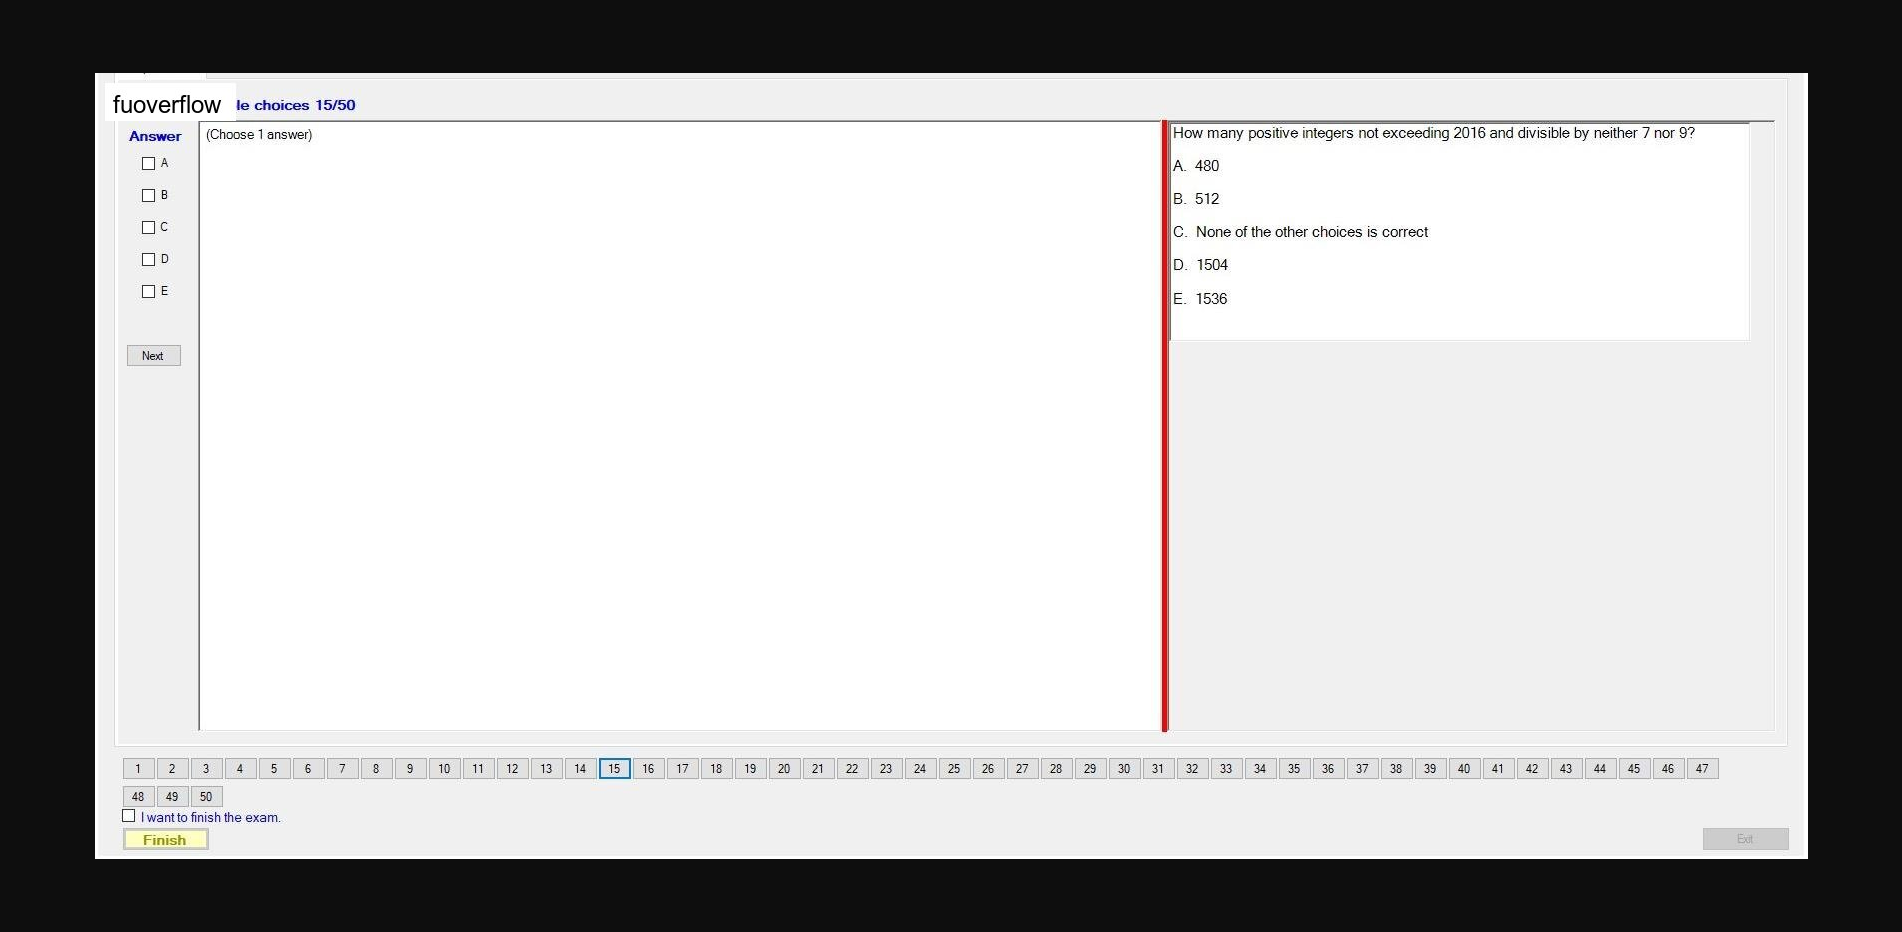 fuoverflow
le choices 15/50
Answer
(Choose 1 answer)
A
B
C
D
E
Next
How many positive integers not exceeding 2016 and divisible by neither 7 nor 9?
A. 480
B. 512
C. None of the other choices is correct
D. 1504
E. 1536
1 2 3 4 5 6 7 8 9 10 11 12 13 14 15 16 17 18 19 20 21 22 23 24 25 26 27 28 29 30 31 32 33 34 35 36 37 38 39 40 41 42 43 44 45 46 47
48 49 50
I want to finish the exam.
Finish
Exit